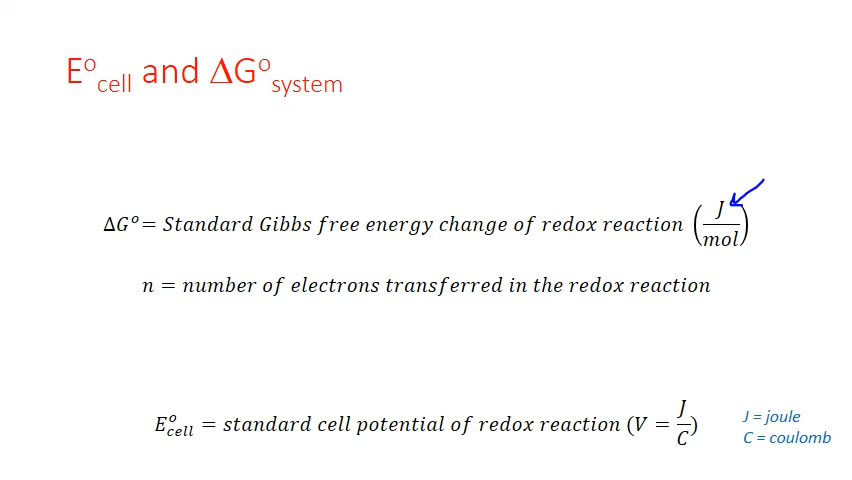 E°cell and ΔG°system
ΔG° = Standard Gibbs free energy change of redox reaction (J/mol)
n = number of electrons transferred in the redox reaction
E°cell = standard cell potential of redox reaction (V = J/C)
J = joule
C = coulomb